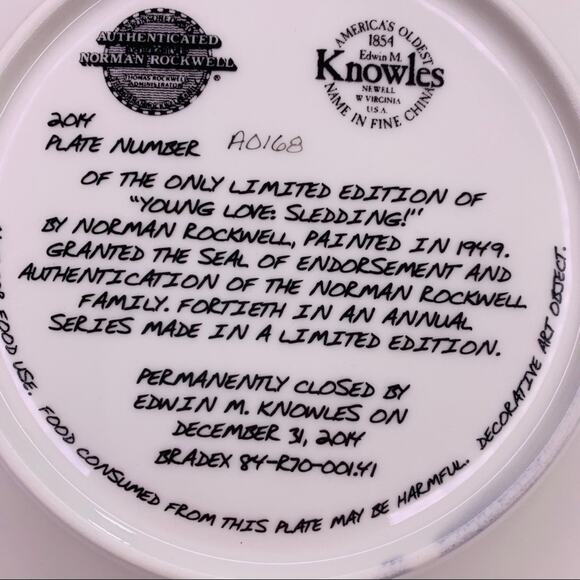 AUTHENTICATED
NORMAN ROCKWELL
THOMAS ROCKWELL
ADMINISTRATOR
®
AMERICA'S OLDEST
1854
Edwin M.
Knowles
NEWELL
W VIRGINIA
U.S.A.
NAME IN FINE CHINA
2014
PLATE NUMBER A0168
OF THE ONLY LIMITED EDITION OF
"YOUNG LOVE: SLEDDING!"
BY NORMAN ROCKWELL, PAINTED IN 1949.
GRANTED THE SEAL OF ENDORSEMENT AND
AUTHENTICATION OF THE NORMAN ROCKWELL
FAMILY. FORTIETH IN AN ANNUAL
SERIES MADE IN A LIMITED EDITION.
PERMANENTLY CLOSED BY
EDWIN M. KNOWLES ON
DECEMBER 31, 2014
BRADEX 84-R70-001.41
FOOD USE. FOOD CONSUMED FROM THIS PLATE MAY BE HARMFUL. DECORATIVE ART OBJECT.